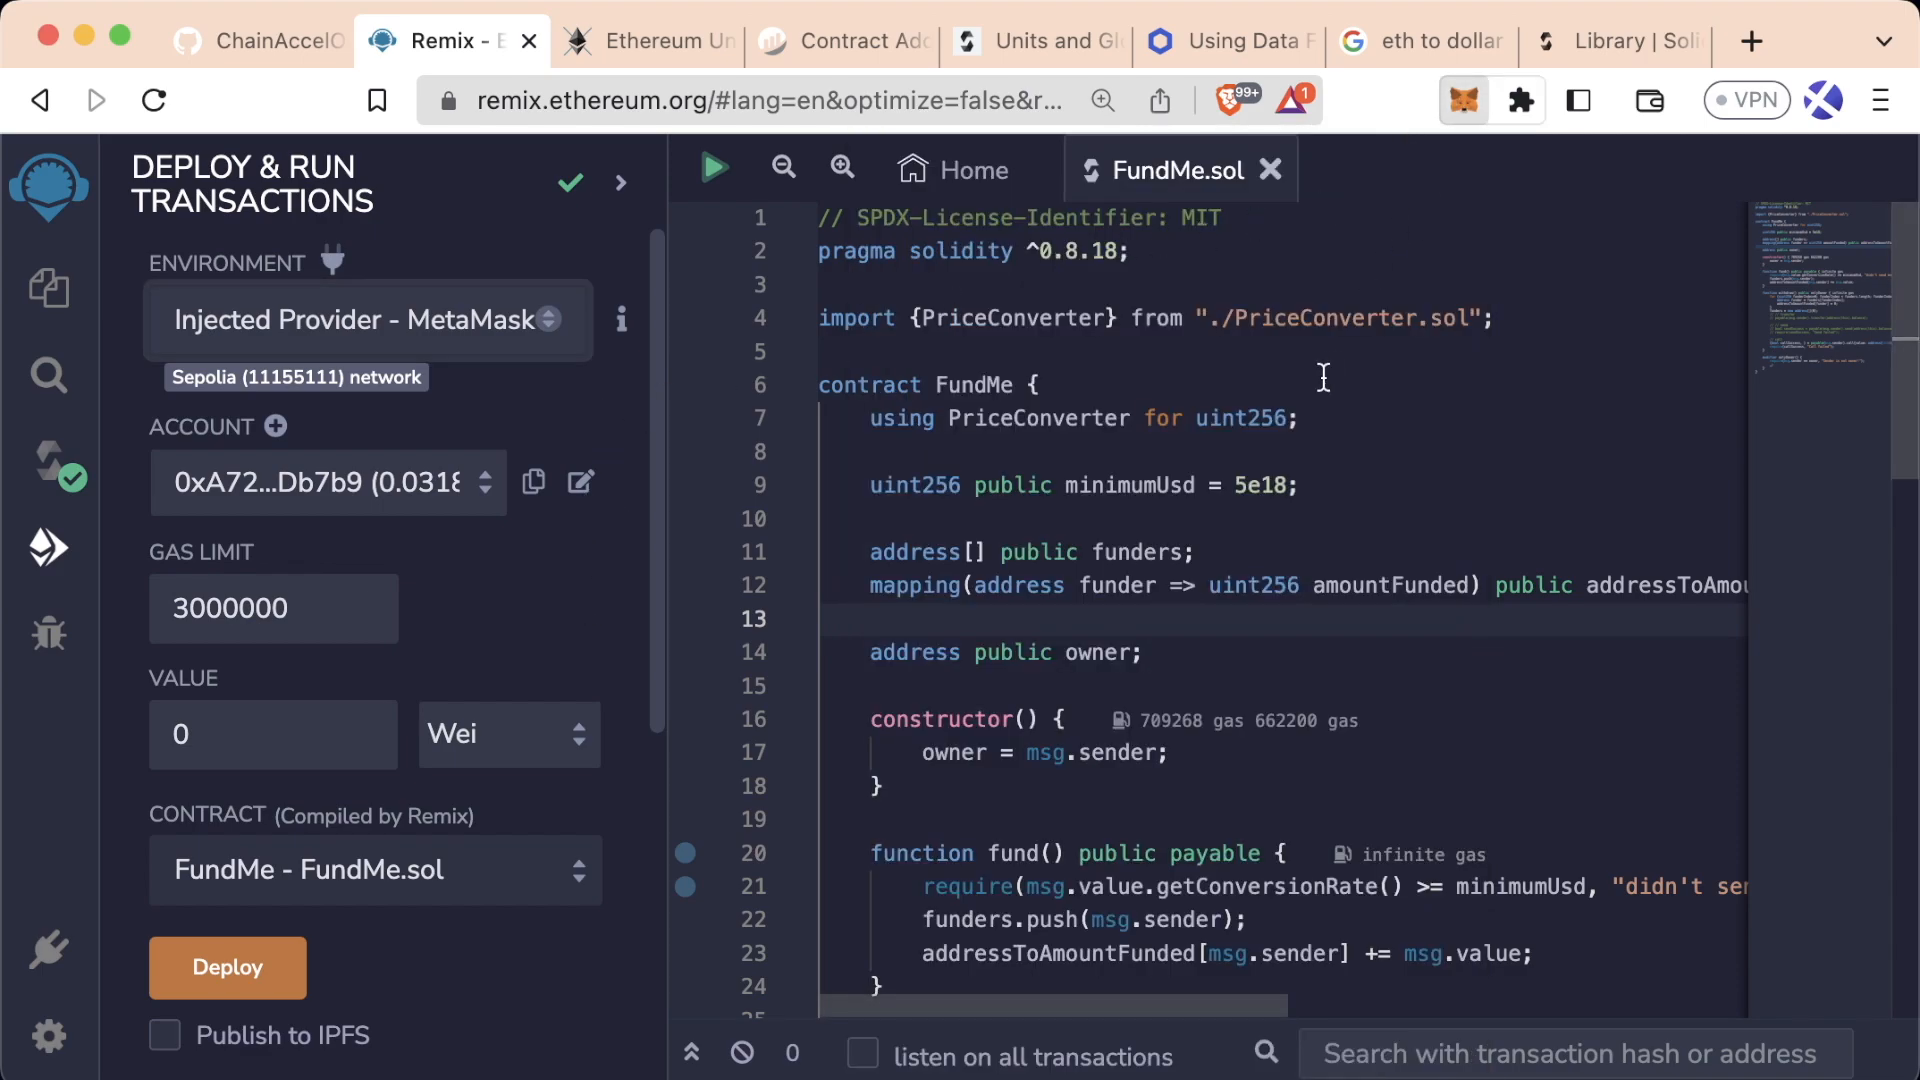 ChainAccelO
Remix - E
Ethereum Un
Contract Add
Units and Gl
Using Data F
eth to dollar
Library | Soli
remix.ethereum.org/#lang=en&optimize=false&r...
99+
1
VPN
DEPLOY & RUN
TRANSACTIONS
ENVIRONMENT
Injected Provider - MetaMask
Sepolia (11155111) network
ACCOUNT
0xA72...Db7b9 (0.0318
GAS LIMIT
3000000
VALUE
0
Wei
CONTRACT (Compiled by Remix)
FundMe - FundMe.sol
Deploy
Publish to IPFS
Home
FundMe.sol
1 // SPDX-License-Identifier: MIT
2 pragma solidity ^0.8.18;
3
4 import {PriceConverter} from "./PriceConverter.sol";
5
6 contract FundMe {
7 using PriceConverter for uint256;
8
9 uint256 public minimumUsd = 5e18;
10
11 address[] public funders;
12 mapping(address funder => uint256 amountFunded) public addressToAmou
13
14 address public owner;
15
16 constructor() { 709268 gas 662200 gas
17 owner = msg.sender;
18 }
19
20 function fund() public payable { infinite gas
21 require(msg.value.getConversionRate() >= minimumUsd, "didn't sen
22 funders.push(msg.sender);
23 addressToAmountFunded[msg.sender] += msg.value;
24 }
0
listen on all transactions
Search with transaction hash or address